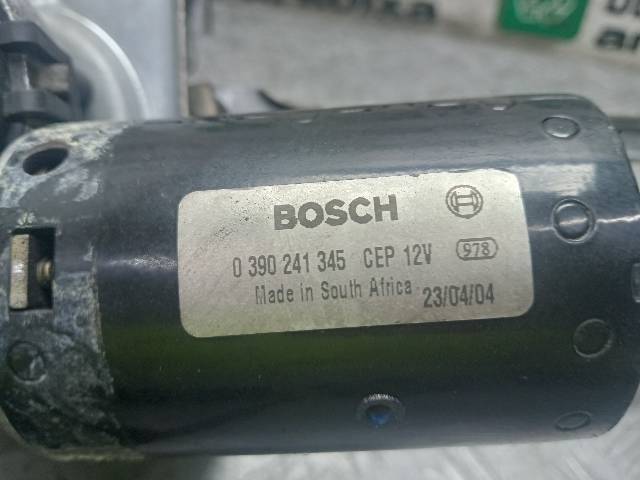 BOSCH
0 390 241 345 CEP 12V 978
Made in South Africa 23/04/04